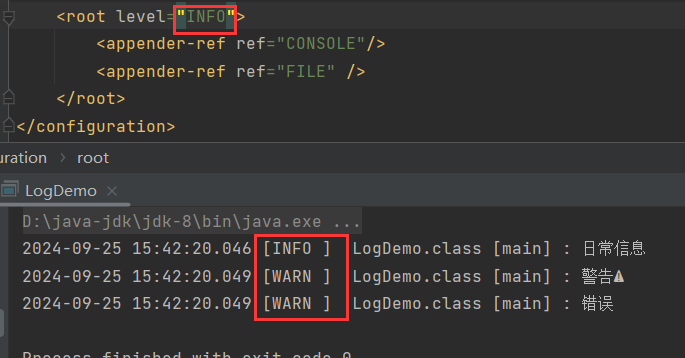 <root level="INFO">
<appender-ref ref="CONSOLE"/>
<appender-ref ref="FILE" />
</root>
</configuration>
uration › root
LogDemo ×
D:\java-jdk\jdk-8\bin\java.exe ...
2024-09-25 15:42:20.046 [INFO ] LogDemo.class [main] : 日常信息
2024-09-25 15:42:20.049 [WARN ] LogDemo.class [main] : 警告⚠
2024-09-25 15:42:20.049 [WARN ] LogDemo.class [main] : 错误
Process finished with exit code 0